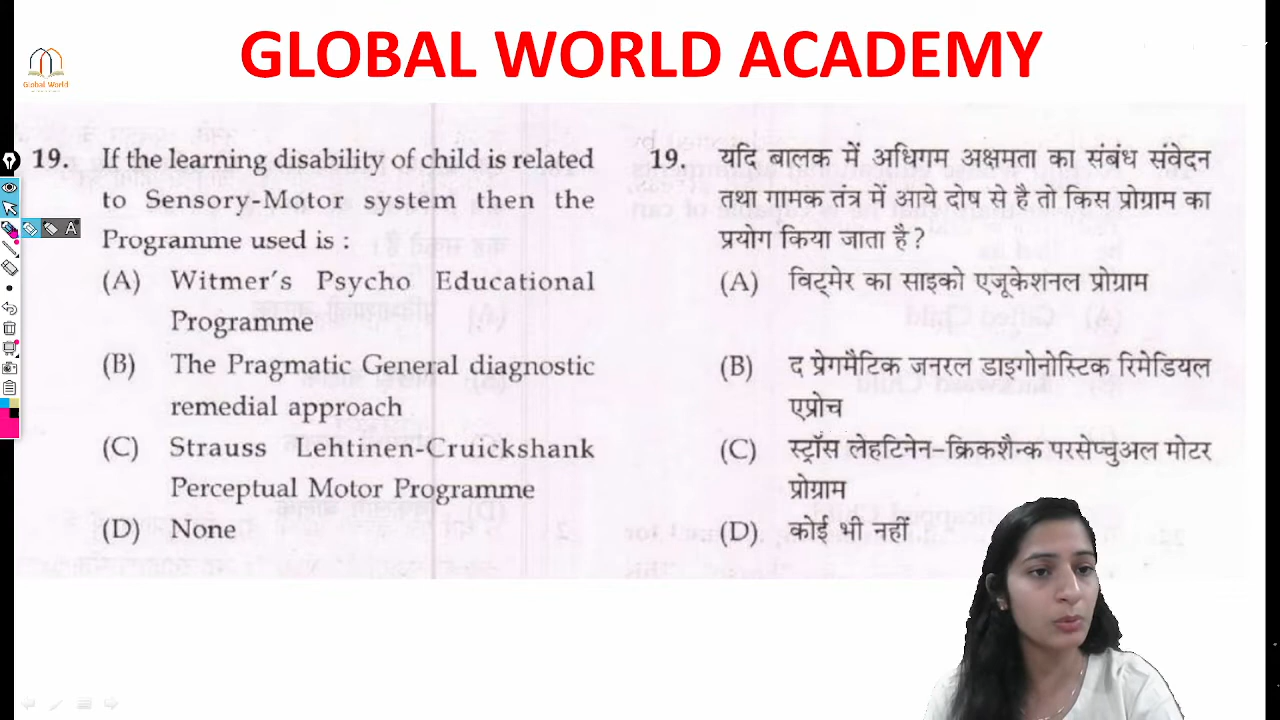 GLOBAL WORLD ACADEMY
Global World
19. If the learning disability of child is related
to Sensory-Motor system then the
Programme used is :
(A) Witmer's Psycho Educational
Programme
(B) The Pragmatic General diagnostic
remedial approach
(C) Strauss Lehtinen-Cruickshank
Perceptual Motor Programme
(D) None
19. यदि बालक में अधिगम अक्षमता का संबंध संवेदन
तथा गामक तंत्र में आये दोष से है तो किस प्रोग्राम का
प्रयोग किया जाता है ?
(A) विट्मेर का साइको एजूकेशनल प्रोग्राम
(B) द प्रेगमैटिक जनरल डाइगोनोस्टिक रिमेडियल
एप्रोच
(C) स्ट्रॉस लेहटिनेन-क्रिकशैन्क परसेप्चुअल मोटर
प्रोग्राम
(D) कोई भी नहीं